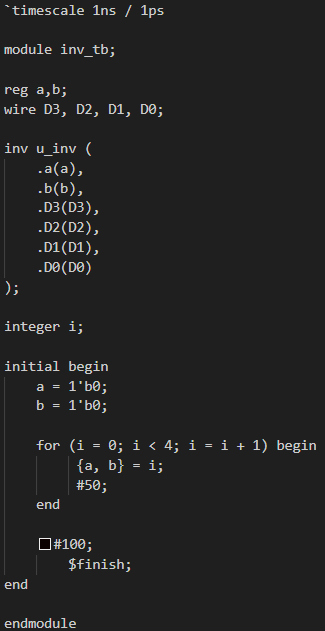 `timescale 1ns / 1ps
module inv_tb;
reg a,b;
wire D3, D2, D1, D0;
inv u_inv (
.a(a),
.b(b),
.D3(D3),
.D2(D2),
.D1(D1),
.D0(D0)
);
integer i;
initial begin
a = 1'b0;
b = 1'b0;
for (i = 0; i < 4; i = i + 1) begin
{a, b} = i;
#50;
end
#100;
$finish;
end
endmodule